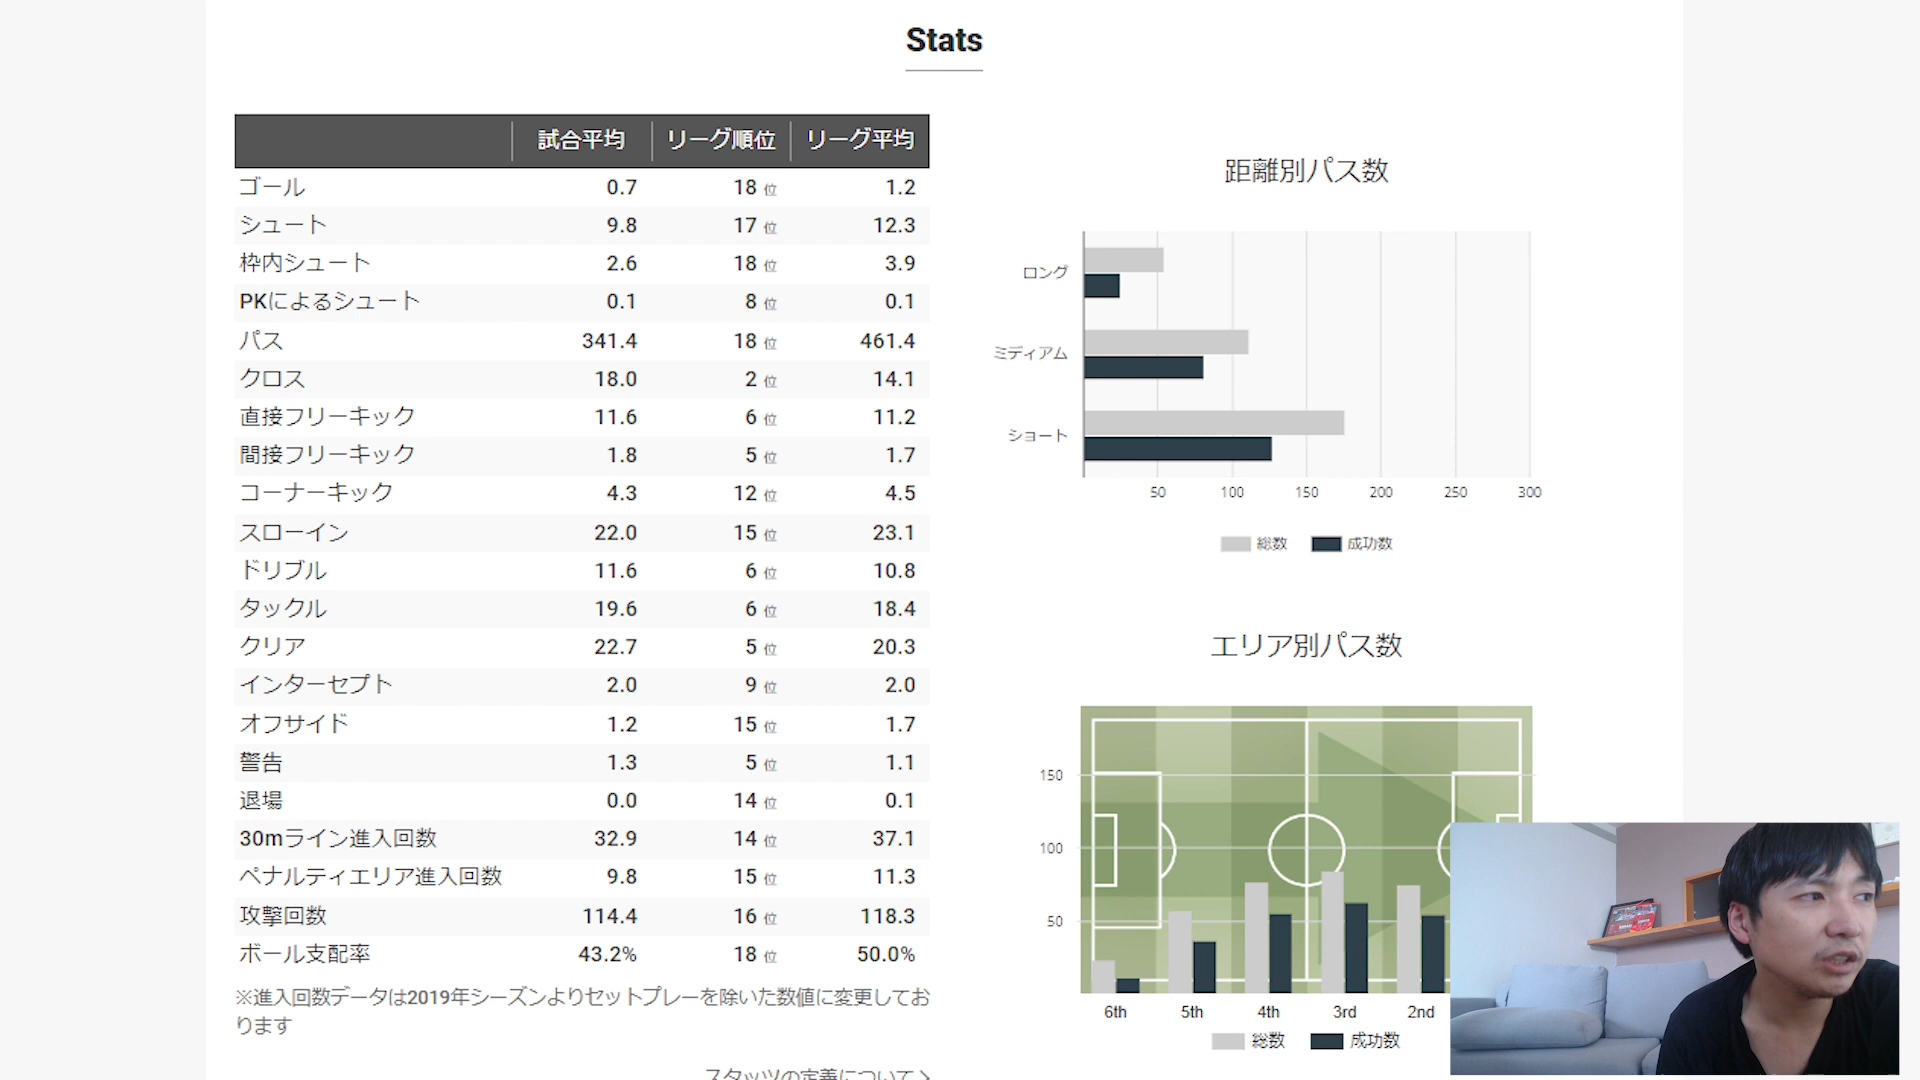 Stats
試合平均 リーグ順位 リーグ平均
ゴール 0.7 18 位 1.2
シュート 9.8 17 位 12.3
枠内シュート 2.6 18 位 3.9
PKによるシュート 0.1 8 位 0.1
パス 341.4 18 位 461.4
クロス 18.0 2 位 14.1
直接フリーキック 11.6 6 位 11.2
間接フリーキック 1.8 5 位 1.7
コーナーキック 4.3 12 位 4.5
スローイン 22.0 15 位 23.1
ドリブル 11.6 6 位 10.8
タックル 19.6 6 位 18.4
クリア 22.7 5 位 20.3
インターセプト 2.0 9 位 2.0
オフサイド 1.2 15 位 1.7
警告 1.3 5 位 1.1
退場 0.0 14 位 0.1
30mライン進入回数 32.9 14 位 37.1
ペナルティエリア進入回数 9.8 15 位 11.3
攻撃回数 114.4 16 位 118.3
ボール支配率 43.2% 18 位 50.0%
※進入回数データは2019年シーズンよりセットプレーを除いた数値に変更してお
ります
スタッツの定義について
距離別パス数
ロング
ミディアム
ショート
50 100 150 200 250 300
総数 成功数
エリア別パス数
150
100
50
6th 5th 4th 3rd 2nd
総数 成功数